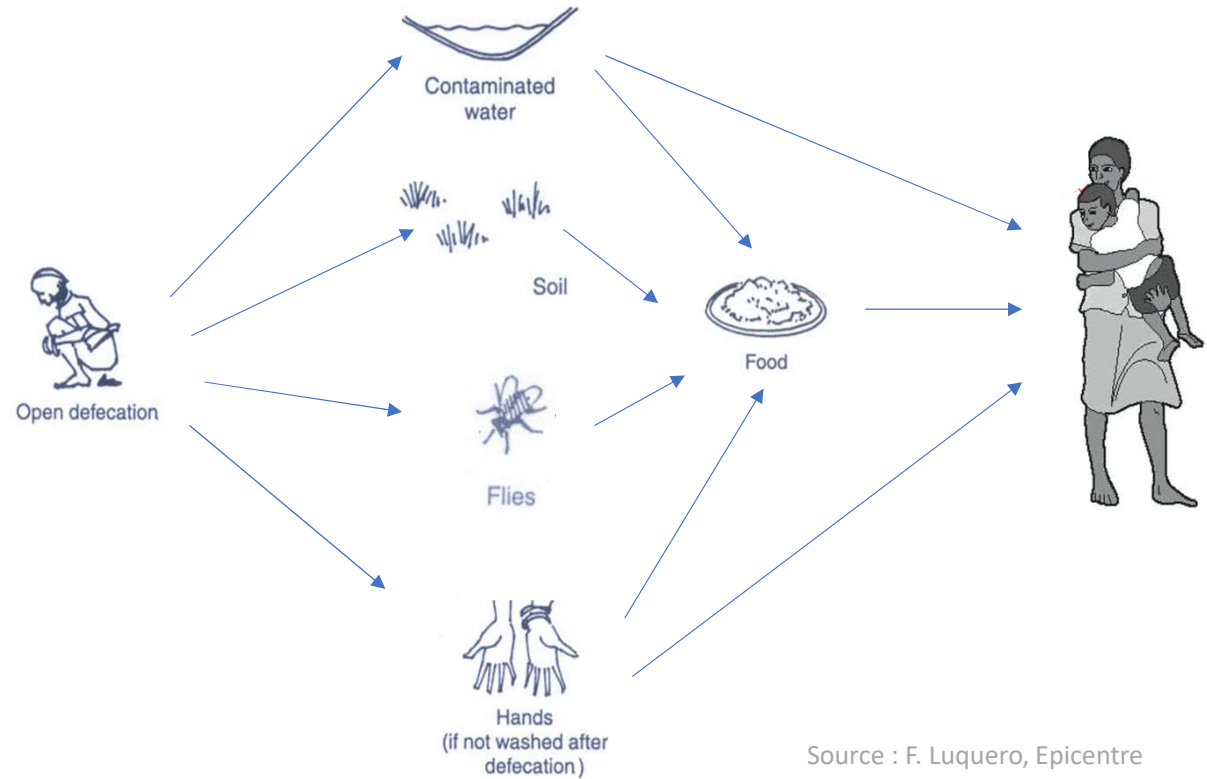 Contaminated
water
Soil
Open defecation
Food
Flies
Hands
(if not washed after
defecation)
Source : F. Luquero, Epicentre